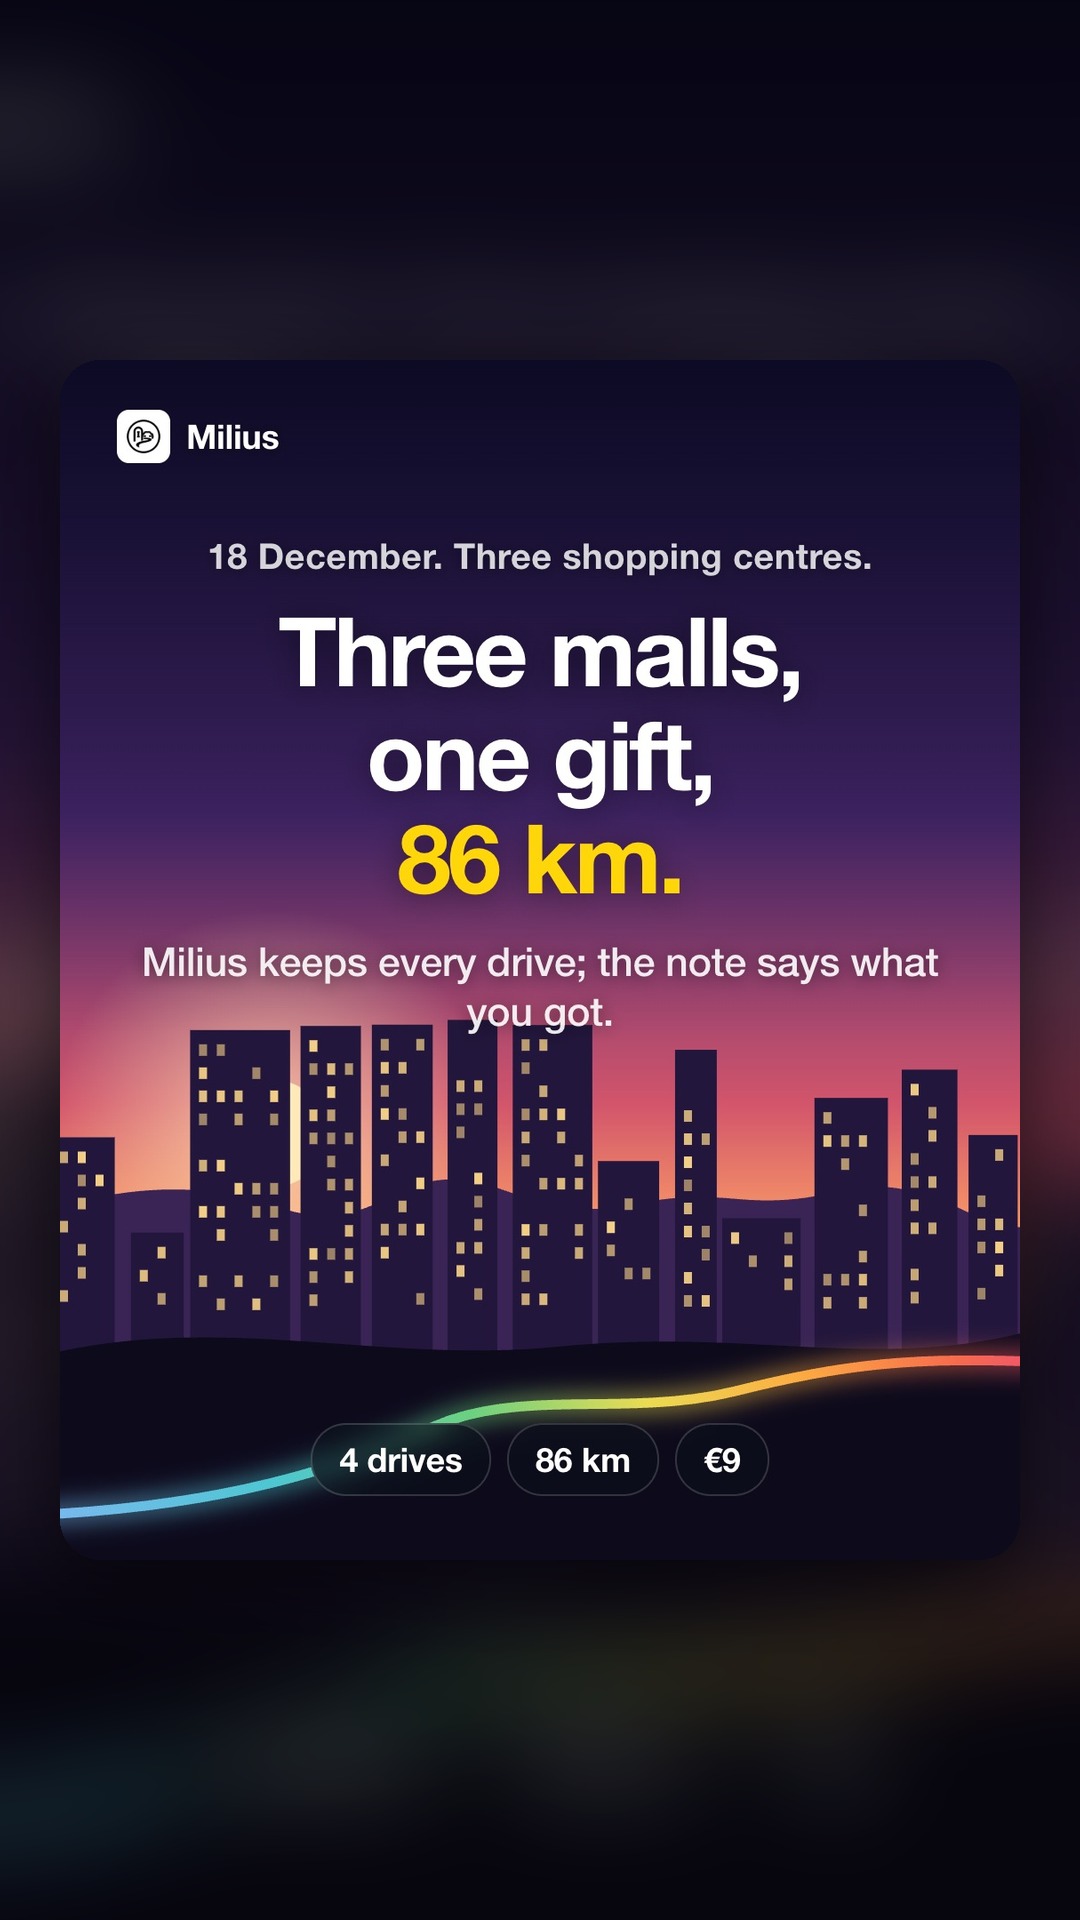 Milius
18 December. Three shopping centres.
Three malls,
one gift,
86 km.
Milius keeps every drive; the note says what
you got.
4 drives
86 km
€9